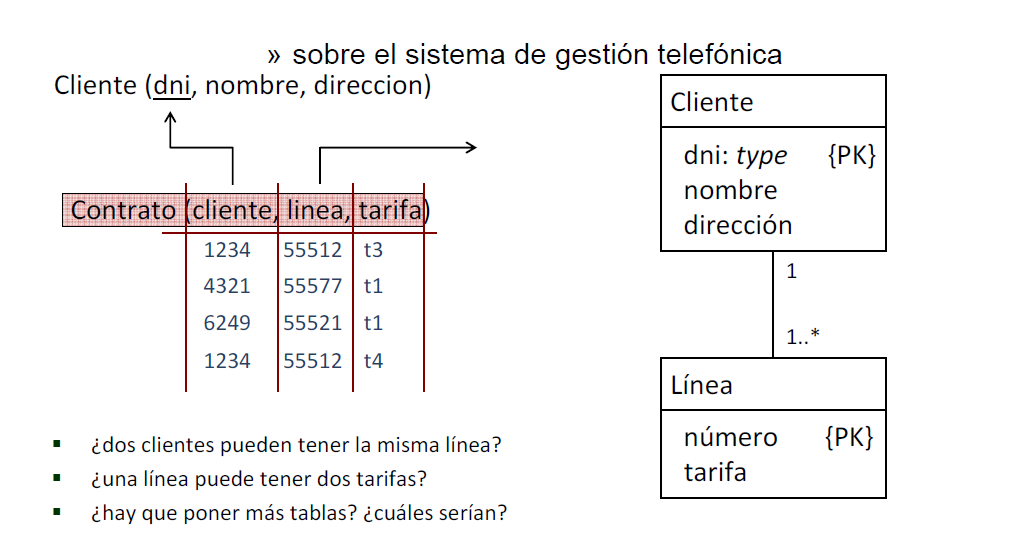 » sobre el sistema de gestión telefónica
Cliente (dni, nombre, direccion)
Contrato (cliente, linea, tarifa)
1234 55512 t3
4321 55577 t1
6249 55521 t1
1234 55512 t4
▪ ¿dos clientes pueden tener la misma línea?
▪ ¿una línea puede tener dos tarifas?
▪ ¿hay que poner más tablas? ¿cuáles serían?
Cliente
dni: type {PK}
nombre
dirección
1
1..*
Línea
número {PK}
tarifa